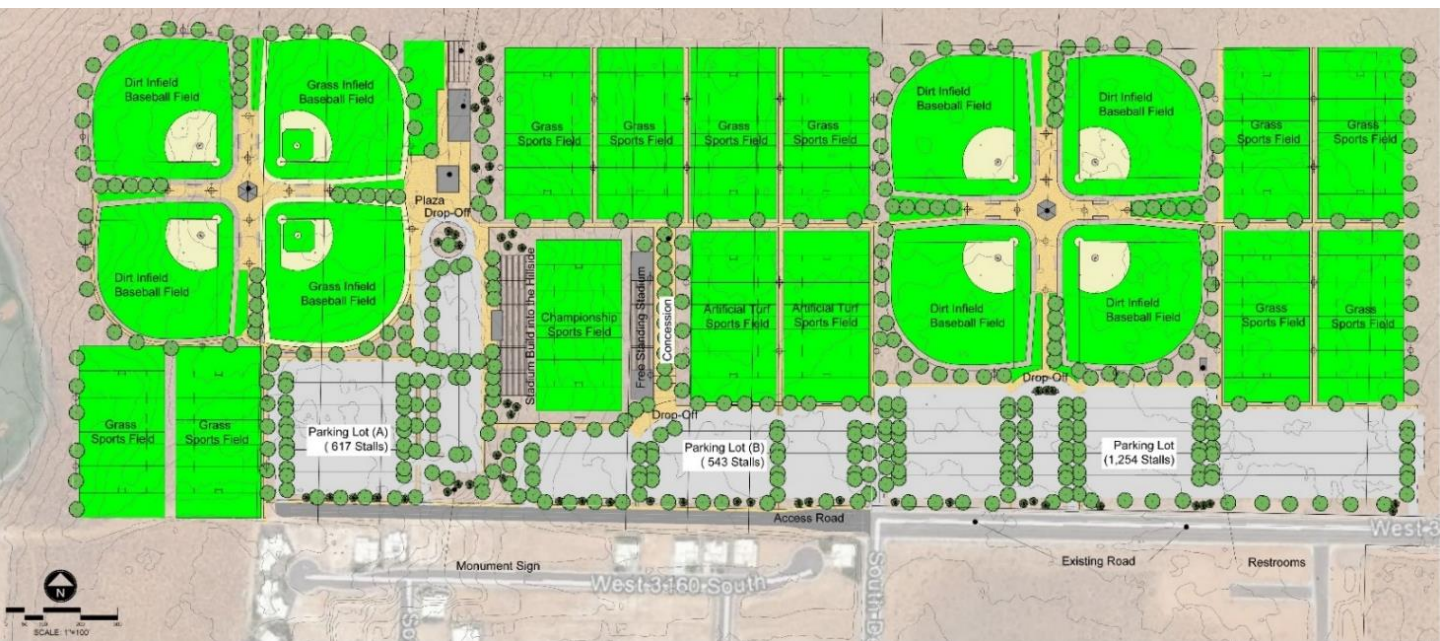 Dirt Infield
Baseball Field
Grass Infield
Baseball Field
Grass
Sports Field
Grass
Sports Field
Grass
Sports Field
Grass
Sports Field
Dirt Infield
Baseball Field
Dirt Infield
Baseball Field
Grass
Sports Field
Grass
Sports Field
Plaza
Drop-Off
Dirt Infield
Baseball Field
Grass Infield
Baseball Field
Stadium Build into the Hillside
Championship
Sports Field
Free Standing Stadium
Concession
Artificial Turf
Sports Field
Artificial Turf
Sports Field
Dirt Infield
Baseball Field
Dirt Infield
Baseball Field
Grass
Sports Field
Grass
Sports Field
Drop-Off
Drop-Off
Grass
Sports Field
Grass
Sports Field
Parking Lot (A)
( 617 Stalls)
Parking Lot (B)
( 543 Stalls)
Parking Lot
(1,254 Stalls)
Access Road
West 3
Monument Sign
Existing Road
Restrooms
West 3160 South
So
South D
N
SCALE: 1"=100'